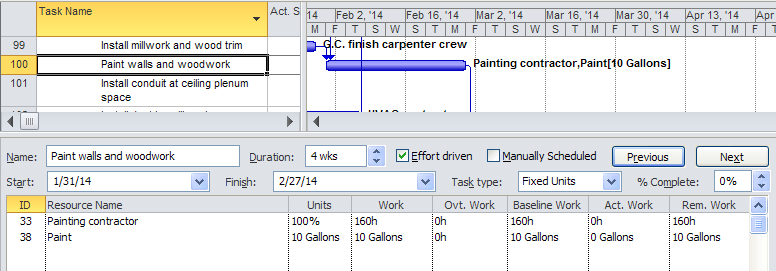 Task Name Act. S 14 Feb 2, '14 Feb 16, '14 Mar 2, '14 Mar 16, '14 Mar 30, '14 Apr 13, '14 Apr
M F T S W S T M F T S W S T M F T S W
99 Install millwork and wood trim G.C. finish carpenter crew
100 Paint walls and woodwork Painting contractor,Paint[10 Gallons]
101 Install conduit at ceiling plenum
space
Name: Paint walls and woodwork Duration: 4 wks Effort driven Manually Scheduled Previous Next
Start: 1/31/14 Finish: 2/27/14 Task type: Fixed Units % Complete: 0%
ID Resource Name Units Work Ovt. Work Baseline Work Act. Work Rem. Work
33 Painting contractor 100% 160h 0h 160h 0h 160h
38 Paint 10 Gallons 10 Gallons 0h 10 Gallons 0 Gallons 10 Gallons